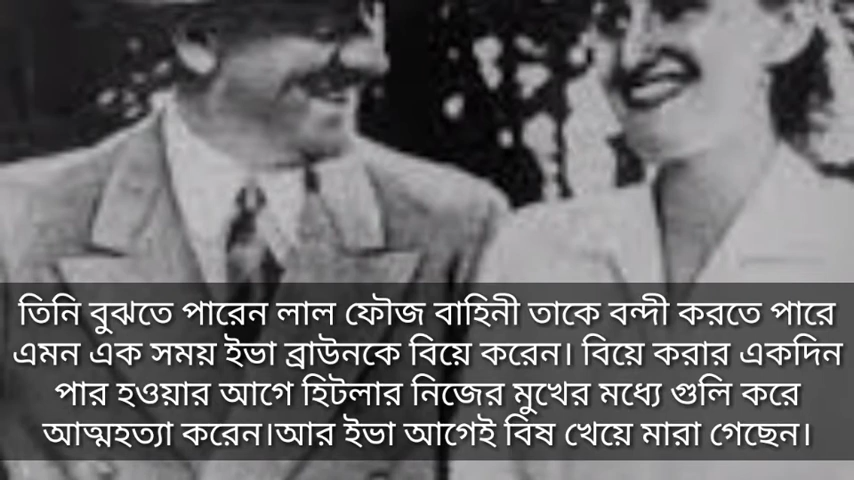 তিনি বুঝতে পারেন লাল ফৌজ বাহিনী তাকে বন্দী করতে পারে
এমন এক সময় ইভা ব্রাউনকে বিয়ে করেন। বিয়ে করার একদিন
পার হওয়ার আগে হিটলার নিজের মুখের মধ্যে গুলি করে
আত্মহত্যা করেন।আর ইভা আগেই বিষ খেয়ে মারা গেছেন।